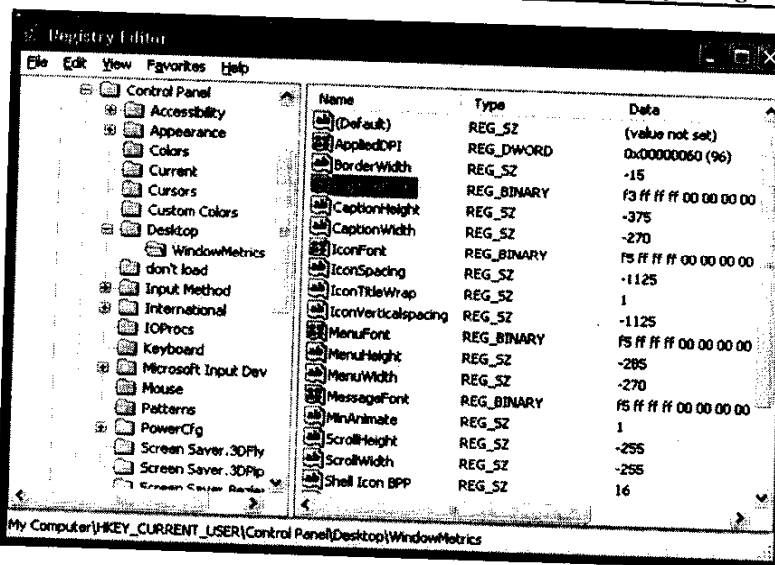 Registry Editor
File Edit View Favorites Help
Control Panel
Accessibility
Appearance
Colors
Current
Cursors
Custom Colors
Desktop
WindowMetrics
don't load
Input Method
International
IOProcs
Keyboard
Microsoft Input Dev
Mouse
Patterns
PowerCfg
Screen Saver.3DFly
Screen Saver.3DPip
Screen Saver.Bezier
Name Type Data
(Default) REG_SZ (value not set)
AppliedDPI REG_DWORD 0x00000060 (96)
BorderWidth REG_SZ -15
REG_BINARY f3 ff ff ff 00 00 00 00
CaptionHeight REG_SZ -375
CaptionWidth REG_SZ -270
IconFont REG_BINARY f5 ff ff ff 00 00 00 00
IconSpacing REG_SZ -1125
IconTitleWrap REG_SZ 1
IconVerticalspacing REG_SZ -1125
MenuFont REG_BINARY f5 ff ff ff 00 00 00 00
MenuHeight REG_SZ -285
MenuWidth REG_SZ -270
MessageFont REG_BINARY f5 ff ff ff 00 00 00 00
MinAnimate REG_SZ 1
ScrollHeight REG_SZ -255
ScrollWidth REG_SZ -255
Shell Icon BPP REG_SZ 16
My Computer\HKEY_CURRENT_USER\Control Panel\Desktop\WindowMetrics